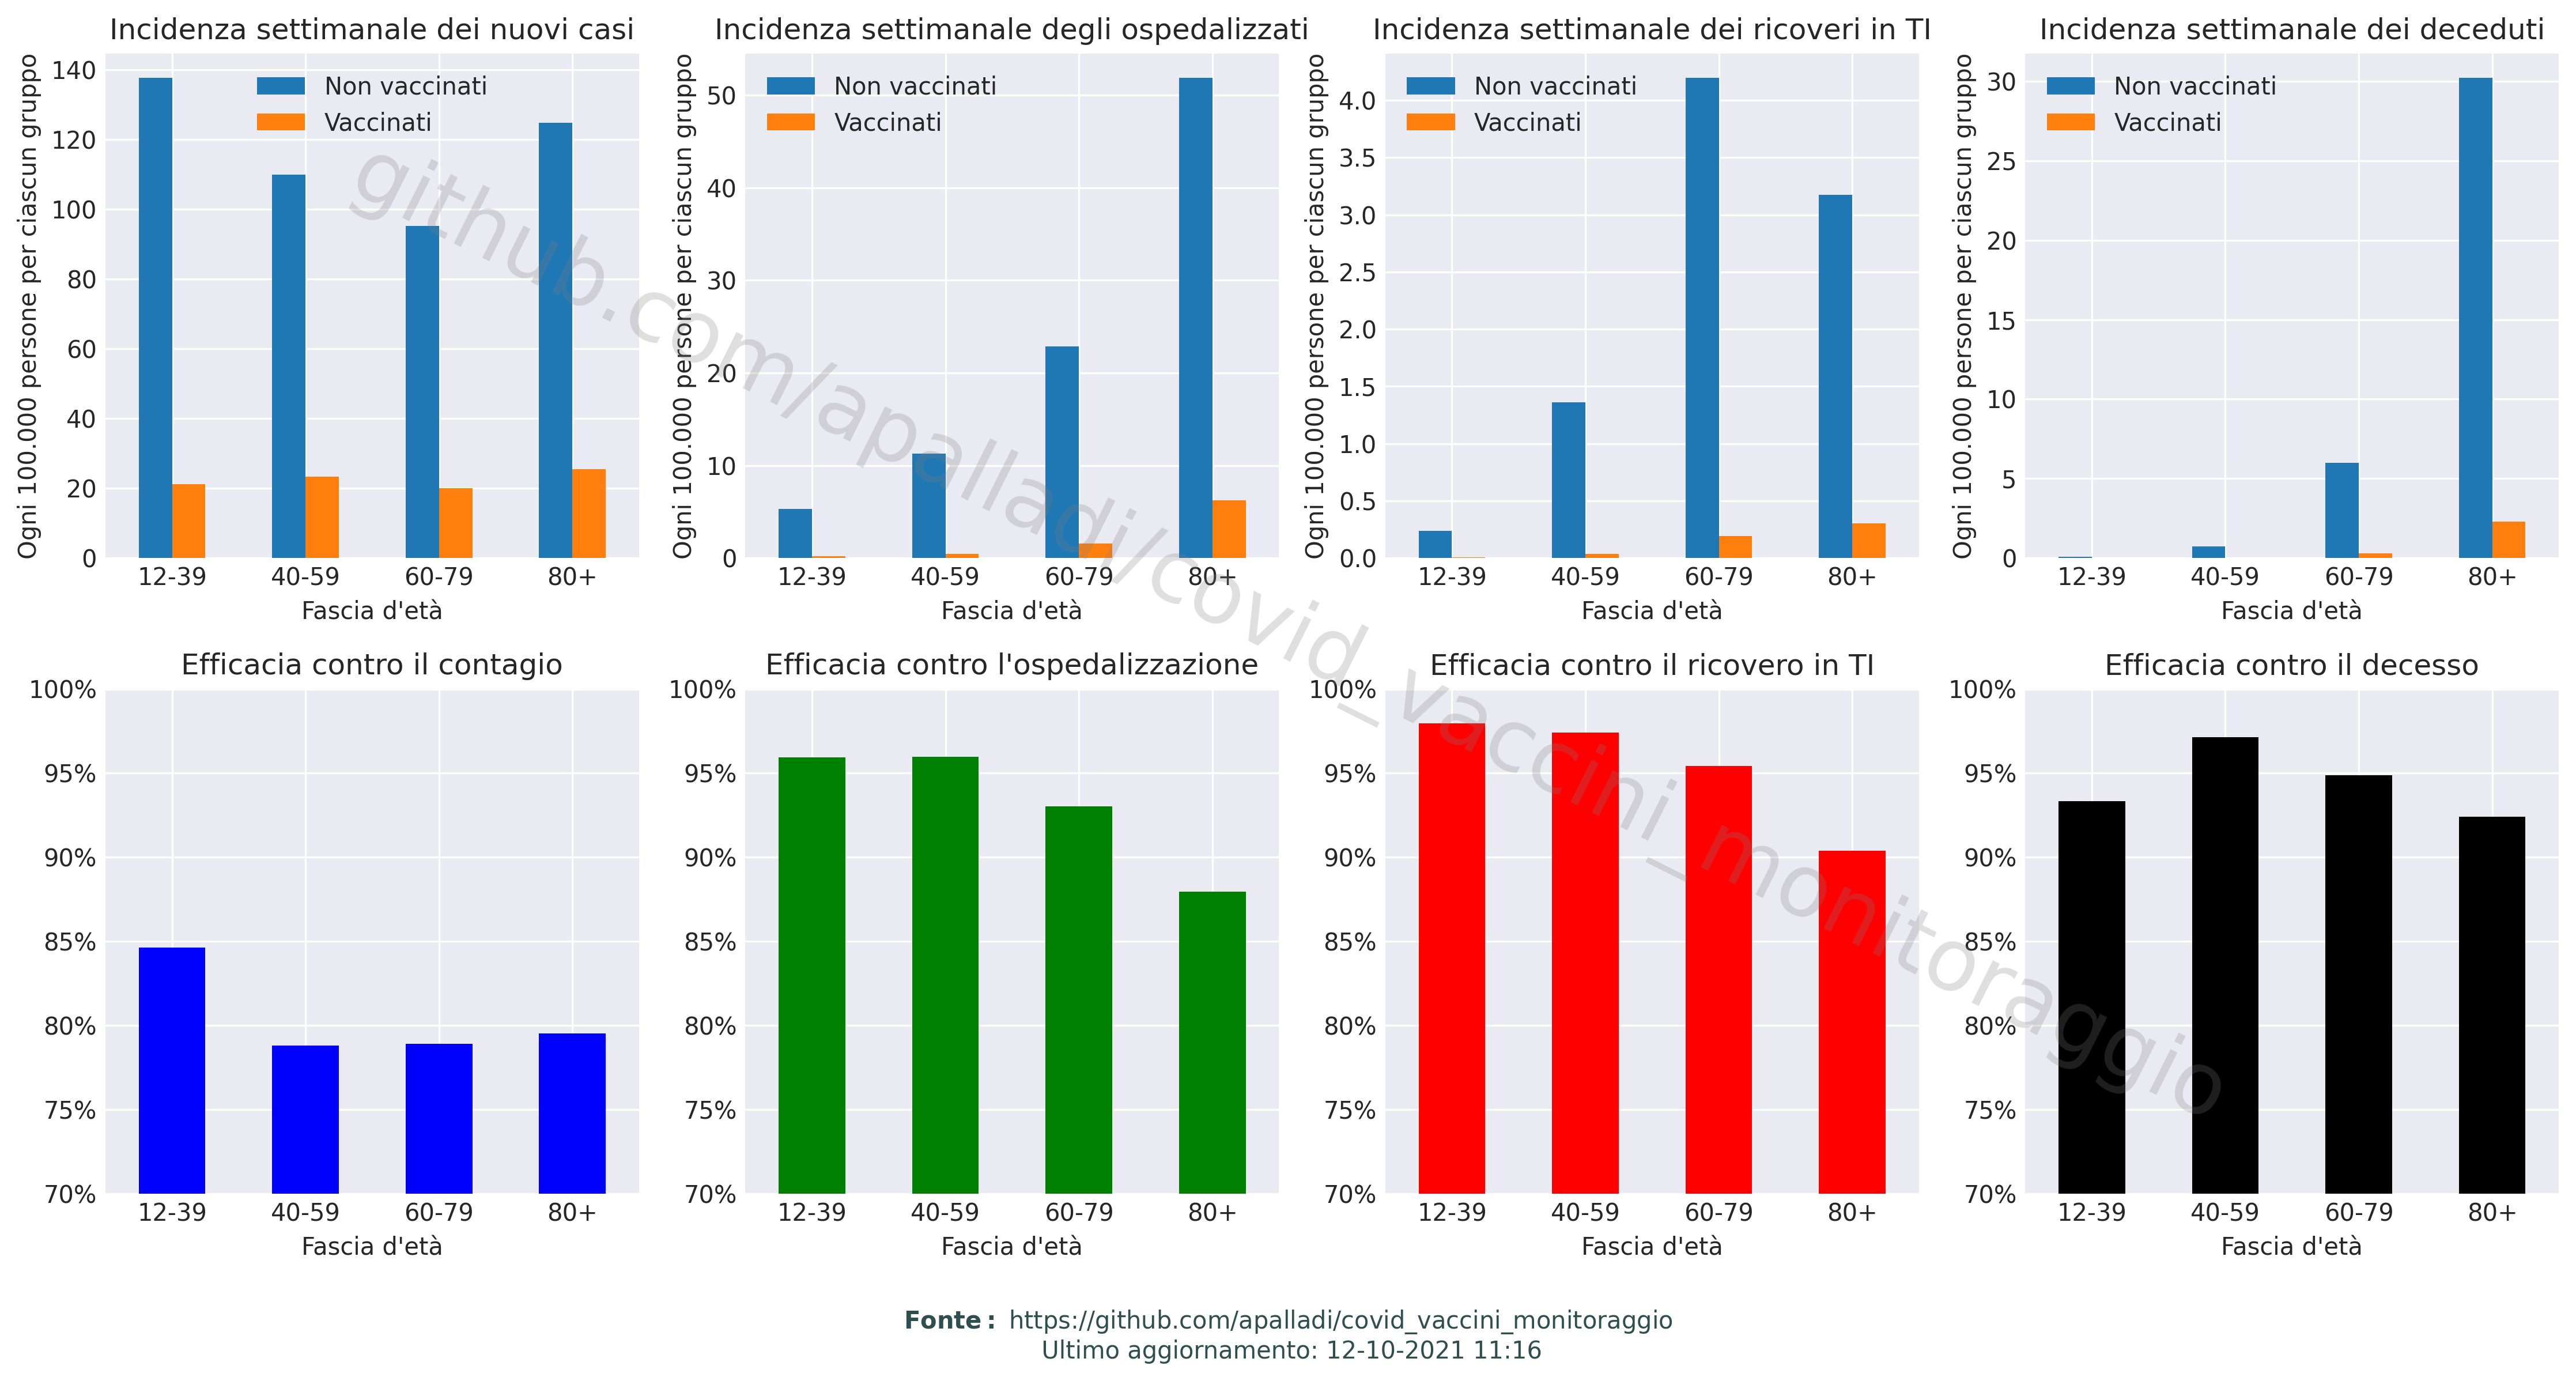 Incidenza settimanale dei nuovi casi
Ogni 100.000 persone per ciascun gruppo
140
120
100
80
60
40
20
0
Non vaccinati
Vaccinati
12-39 40-59 60-79 80+
Fascia d'età
Incidenza settimanale degli ospedalizzati
Ogni 100.000 persone per ciascun gruppo
50
40
30
20
10
0
Non vaccinati
Vaccinati
12-39 40-59 60-79 80+
Fascia d'età
Incidenza settimanale dei ricoveri in TI
Ogni 100.000 persone per ciascun gruppo
4.0
3.5
3.0
2.5
2.0
1.5
1.0
0.5
0.0
Non vaccinati
Vaccinati
12-39 40-59 60-79 80+
Fascia d'età
Incidenza settimanale dei deceduti
Ogni 100.000 persone per ciascun gruppo
30
25
20
15
10
5
0
Non vaccinati
Vaccinati
12-39 40-59 60-79 80+
Fascia d'età
github.com/apalladi/covid_vaccini_monitoraggio
Efficacia contro il contagio
100%
95%
90%
85%
80%
75%
70%
12-39 40-59 60-79 80+
Fascia d'età
Efficacia contro l'ospedalizzazione
100%
95%
90%
85%
80%
75%
70%
12-39 40-59 60-79 80+
Fascia d'età
Efficacia contro il ricovero in TI
100%
95%
90%
85%
80%
75%
70%
12-39 40-59 60-79 80+
Fascia d'età
Efficacia contro il decesso
100%
95%
90%
85%
80%
75%
70%
12-39 40-59 60-79 80+
Fascia d'età
Fonte: https://github.com/apalladi/covid_vaccini_monitoraggio
Ultimo aggiornamento: 12-10-2021 11:16